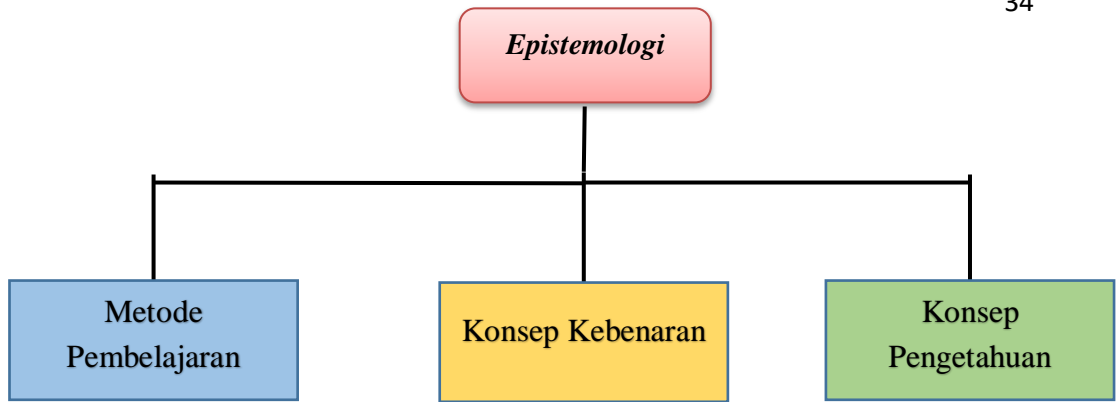 34
Epistemologi
Metode
Pembelajaran
Konsep Kebenaran
Konsep
Pengetahuan